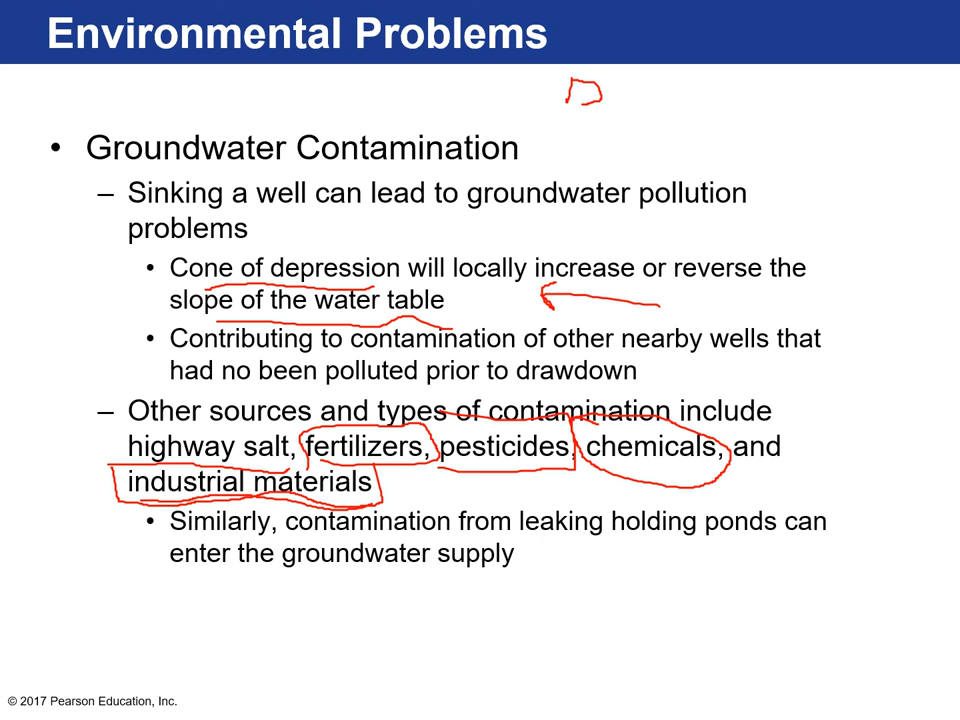 Environmental Problems
• Groundwater Contamination
– Sinking a well can lead to groundwater pollution
problems
• Cone of depression will locally increase or reverse the
slope of the water table
• Contributing to contamination of other nearby wells that
had no been polluted prior to drawdown
– Other sources and types of contamination include
highway salt, fertilizers, pesticides, chemicals, and
industrial materials
• Similarly, contamination from leaking holding ponds can
enter the groundwater supply
© 2017 Pearson Education, Inc.